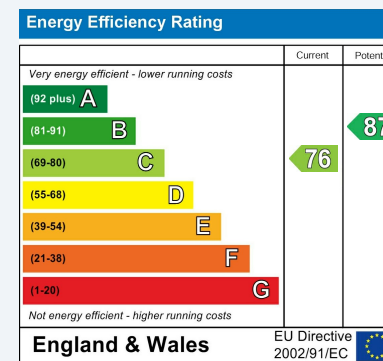 Energy Efficiency Rating
Current Potent
Very energy efficient - lower running costs
(92 plus) A
(81-91) B 87
(69-80) C 76
(55-68) D
(39-54) E
(21-38) F
(1-20) G
Not energy efficient - higher running costs
England & Wales
EU Directive
2002/91/EC